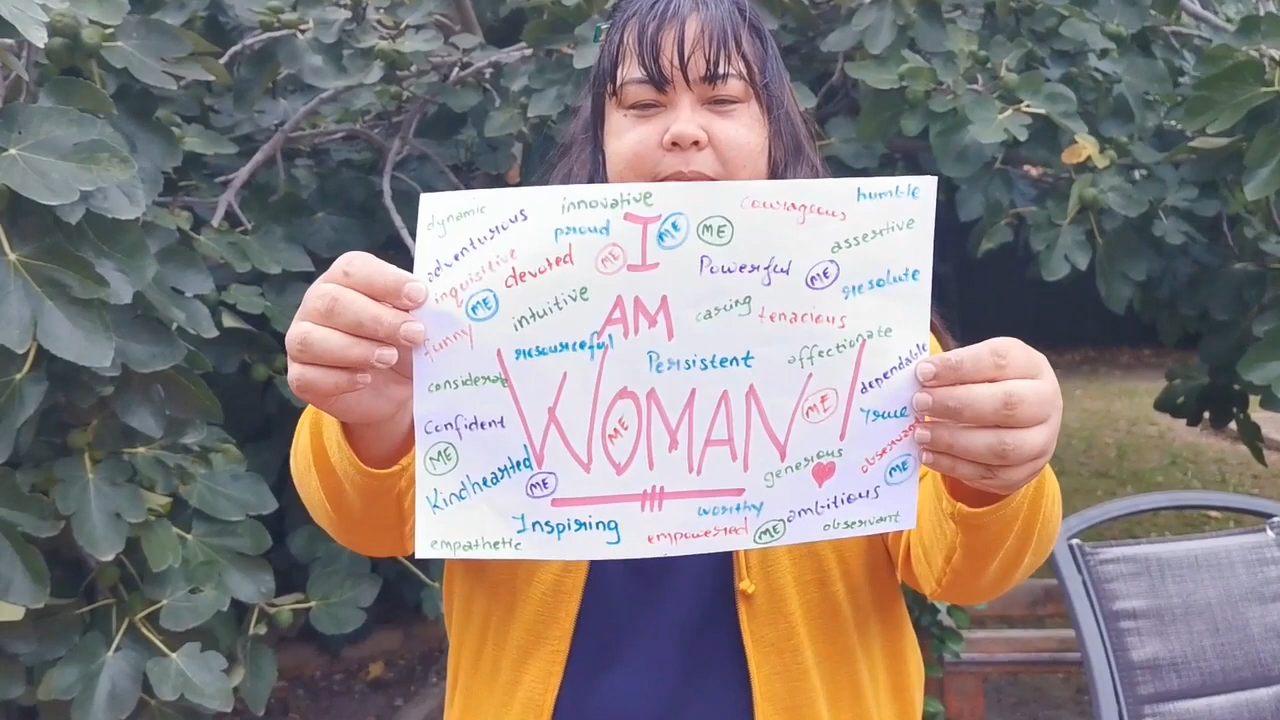 dynamic
innovative
courageous
humble
adventurous
proud
I
ME
ME
ME
assertive
inquisitive
devoted
Powerful
ME
resolute
ME
funny
intuitive
AM
caring
tenacious
affectionate
resourceful
Persistent
dependable
considerate
WOMAN!
ME
ME
True
Confident
ME
Kindhearted
ME
generous
ME
Inspiring
worthy
ambitious
empathetic
empowered
ME
observant